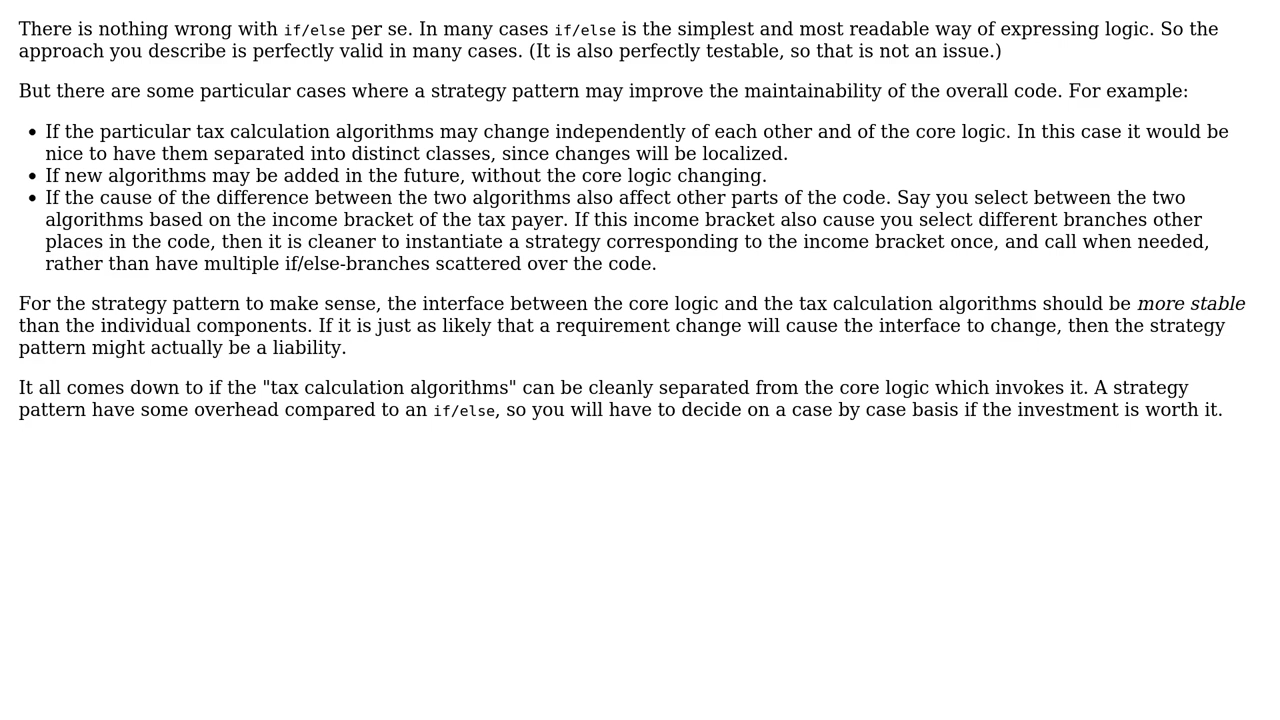 There is nothing wrong with if/else per se. In many cases if/else is the simplest and most readable way of expressing logic. So the
approach you describe is perfectly valid in many cases. (It is also perfectly testable, so that is not an issue.)
But there are some particular cases where a strategy pattern may improve the maintainability of the overall code. For example:
• If the particular tax calculation algorithms may change independently of each other and of the core logic. In this case it would be
nice to have them separated into distinct classes, since changes will be localized.
• If new algorithms may be added in the future, without the core logic changing.
• If the cause of the difference between the two algorithms also affect other parts of the code. Say you select between the two
algorithms based on the income bracket of the tax payer. If this income bracket also cause you select different branches other
places in the code, then it is cleaner to instantiate a strategy corresponding to the income bracket once, and call when needed,
rather than have multiple if/else-branches scattered over the code.
For the strategy pattern to make sense, the interface between the core logic and the tax calculation algorithms should be more stable
than the individual components. If it is just as likely that a requirement change will cause the interface to change, then the strategy
pattern might actually be a liability.
It all comes down to if the "tax calculation algorithms" can be cleanly separated from the core logic which invokes it. A strategy
pattern have some overhead compared to an if/else, so you will have to decide on a case by case basis if the investment is worth it.